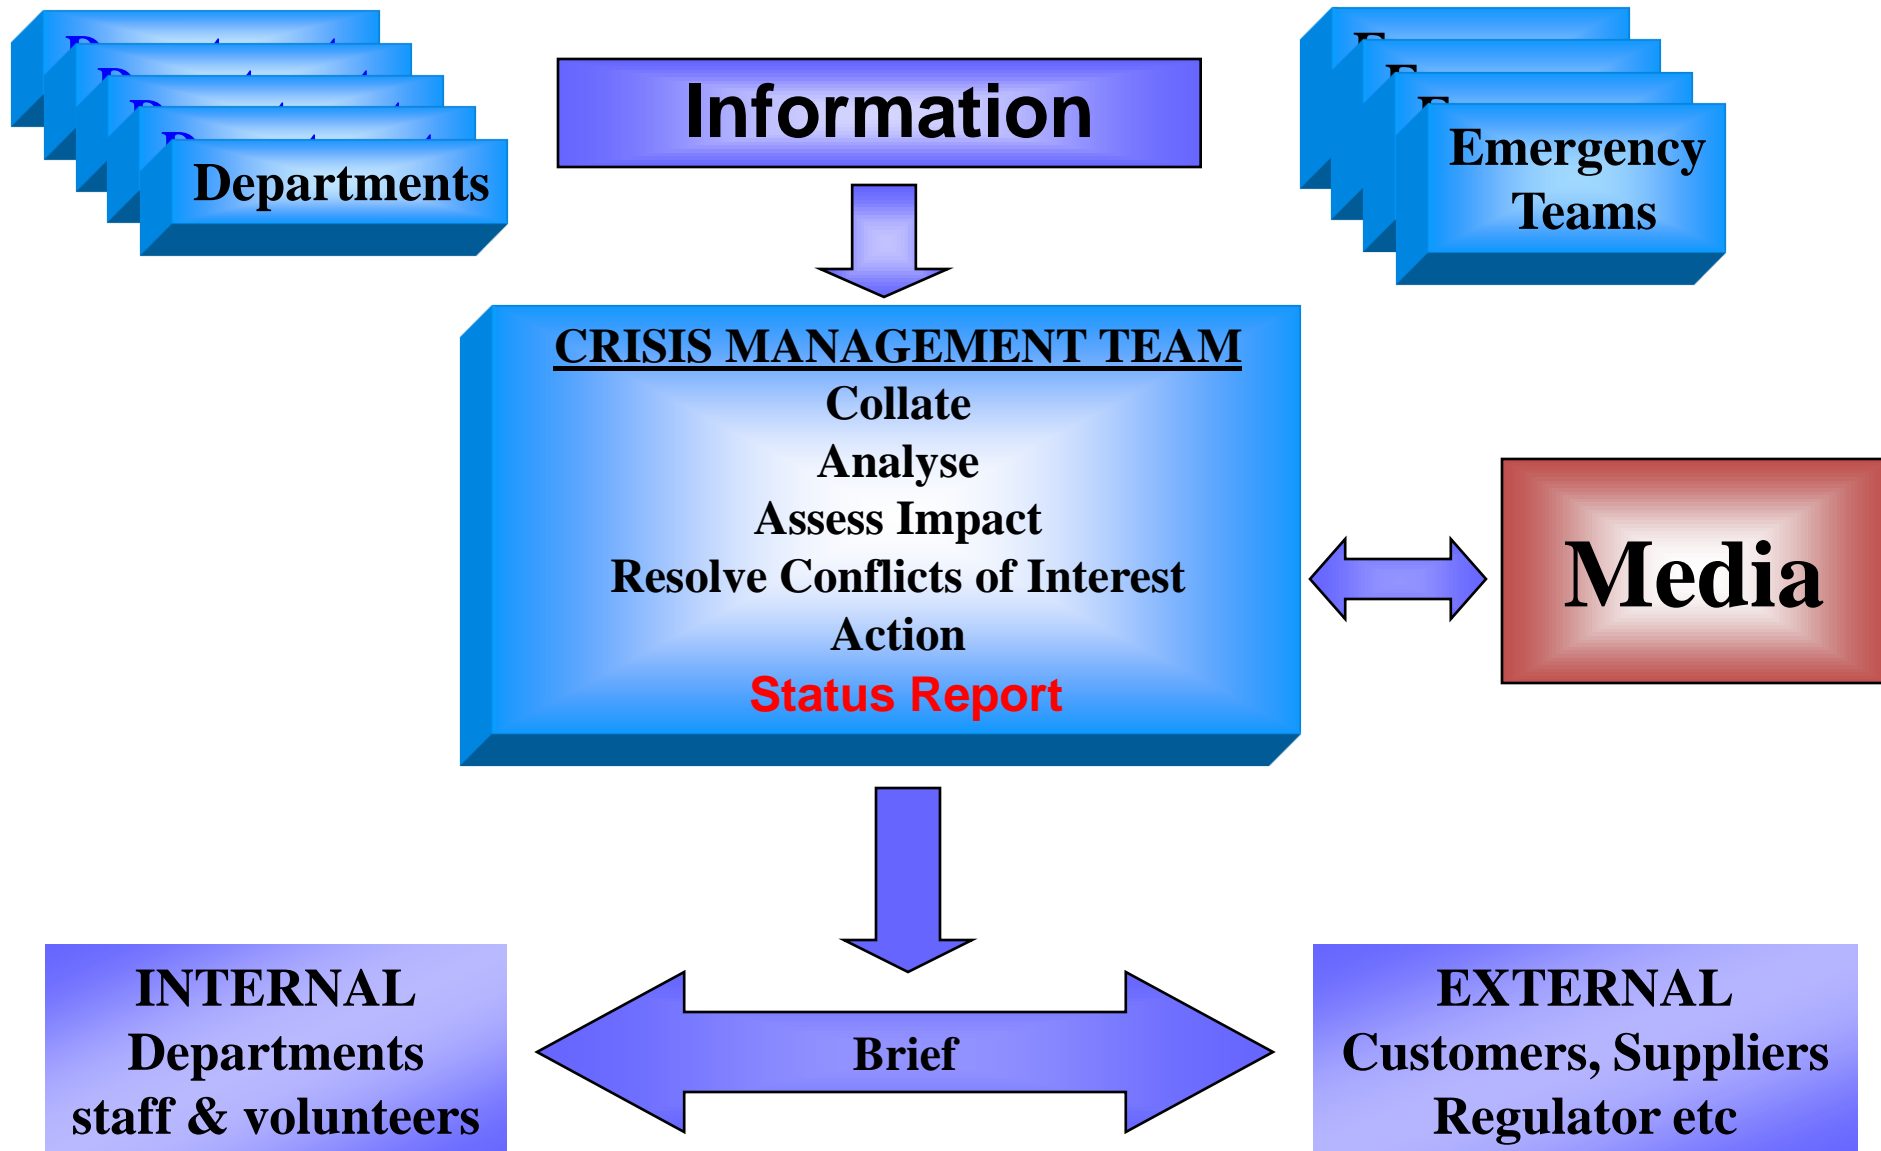 Departments
Information
Emergency
Teams
CRISIS MANAGEMENT TEAM
Collate
Analyse
Assess Impact
Resolve Conflicts of Interest
Action
Status Report
Media
INTERNAL
Departments
staff & volunteers
Brief
EXTERNAL
Customers, Suppliers
Regulator etc